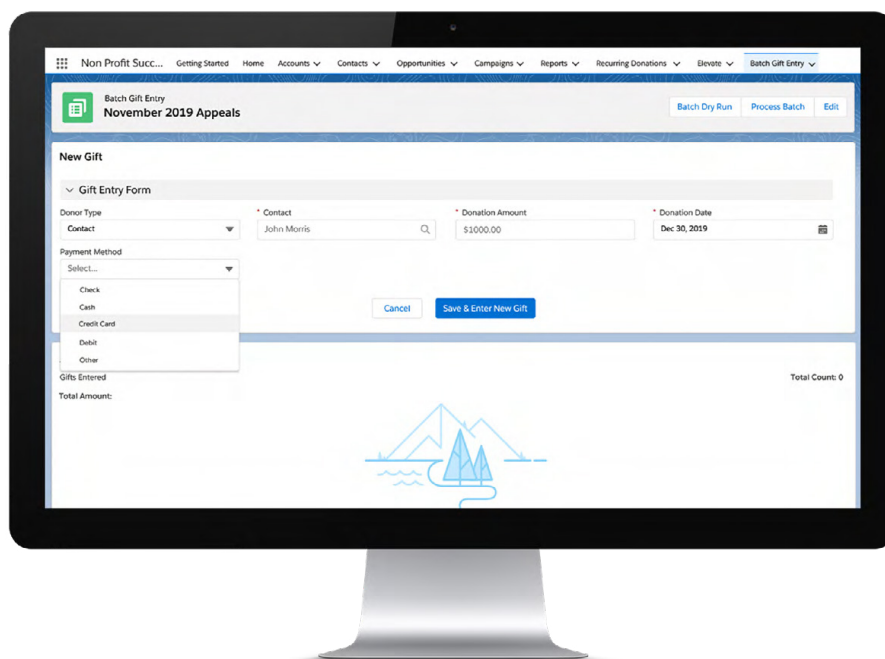 Non Profit Succ... Getting Started Home Accounts Contacts Opportunities Campaigns Reports Recurring Donations Elevate Batch Gift Entry
Batch Gift Entry
November 2019 Appeals
Batch Dry Run Process Batch Edit
New Gift
Gift Entry Form
Donor Type * Contact * Donation Amount * Donation Date
Contact John Morris $1000.00 Dec 30, 2019
Payment Method
Select...
Check
Cash
Credit Card
Debit
Other
Cancel Save & Enter New Gift
Gifts Entered Total Count: 0
Total Amount: